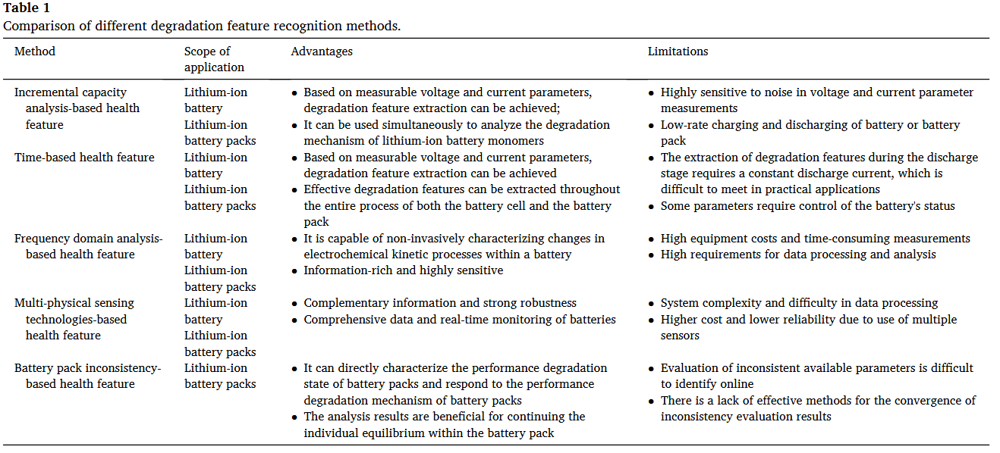 Table 1
Comparison of different degradation feature recognition methods.
Method
Scope of
application
Advantages
Limitations
Incremental capacity
analysis-based health
feature
Lithium-ion
battery
Lithium-ion
battery packs
• Based on measurable voltage and current parameters,
degradation feature extraction can be achieved;
• It can be used simultaneously to analyze the degradation
mechanism of lithium-ion battery monomers
• Highly sensitive to noise in voltage and current parameter
measurements
• Low-rate charging and discharging of battery or battery
pack
Time-based health feature
Lithium-ion
battery
Lithium-ion
battery packs
• Based on measurable voltage and current parameters,
degradation feature extraction can be achieved
• Effective degradation features can be extracted throughout
the entire process of both the battery cell and the battery
pack
• The extraction of degradation features during the discharge
stage requires a constant discharge current, which is
difficult to meet in practical applications
• Some parameters require control of the battery's status
Frequency domain analysis-
based health feature
Lithium-ion
battery
Lithium-ion
battery packs
• It is capable of non-invasively characterizing changes in
electrochemical kinetic processes within a battery
• Information-rich and highly sensitive
• High equipment costs and time-consuming measurements
• High requirements for data processing and analysis
Multi-physical sensing
technologies-based
health feature
Lithium-ion
battery
Lithium-ion
battery packs
• Complementary information and strong robustness
• Comprehensive data and real-time monitoring of batteries
• System complexity and difficulty in data processing
• Higher cost and lower reliability due to use of multiple
sensors
Battery pack inconsistency-
based health feature
Lithium-ion
battery packs
• It can directly characterize the performance degradation
state of battery packs and respond to the performance
degradation mechanism of battery packs
• The analysis results are beneficial for continuing the
individual equilibrium within the battery pack
• Evaluation of inconsistent available parameters is difficult
to identify online
• There is a lack of effective methods for the convergence of
inconsistency evaluation results